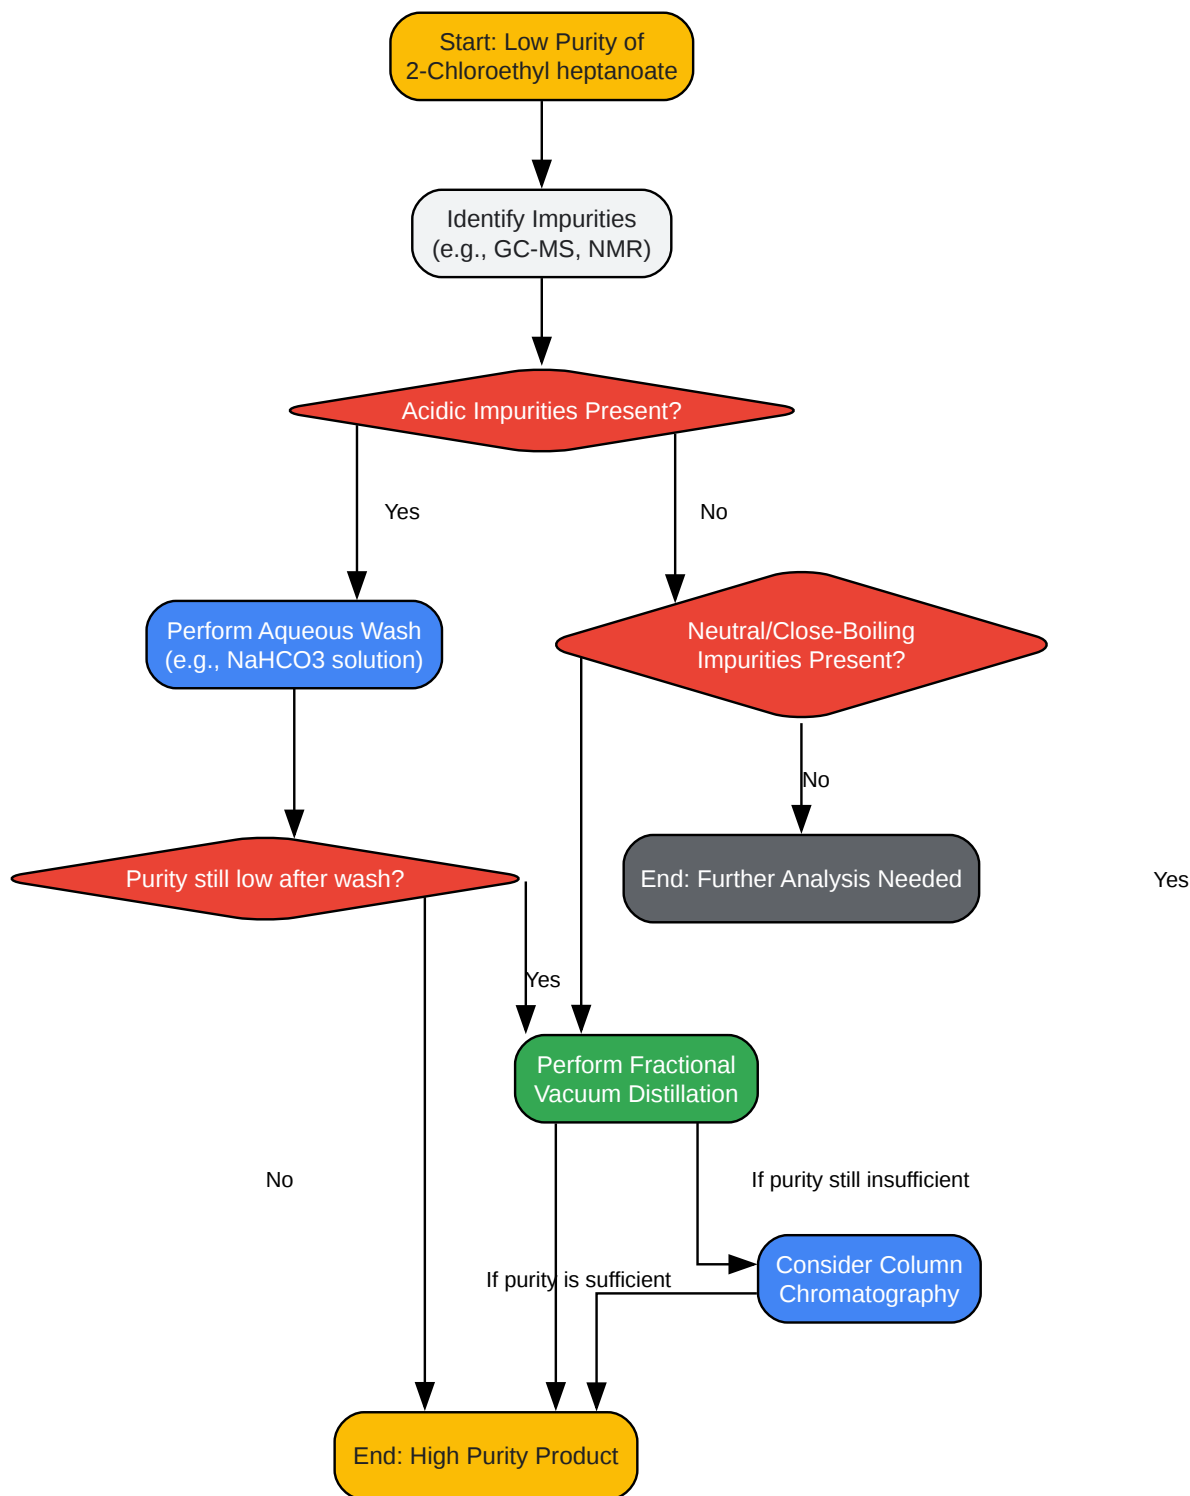 Start: Low Purity of
2-Chloroethyl heptanoate
Identify Impurities
(e.g., GC-MS, NMR)
Acidic Impurities Present?
Yes
No
Perform Aqueous Wash
(e.g., NaHCO3 solution)
Neutral/Close-Boiling
Impurities Present?
No
Purity still low after wash?
End: Further Analysis Needed
Yes
Yes
Perform Fractional
Vacuum Distillation
No
If purity still insufficient
If purity is sufficient
Consider Column
Chromatography
End: High Purity Product